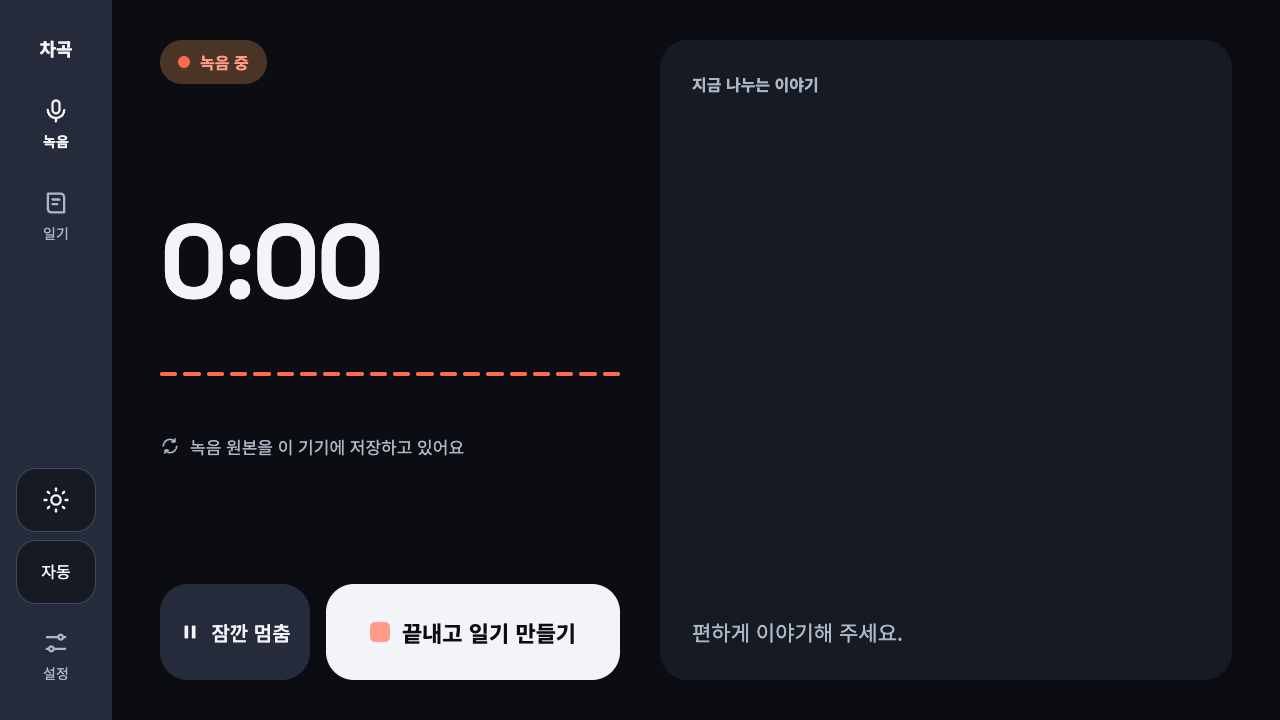 차곡
녹음
일기
자동
설정
녹음 중
0:00
녹음 원본을 이 기기에 저장하고 있어요
잠깐 멈춤
끝내고 일기 만들기
지금 나누는 이야기
편하게 이야기해 주세요.